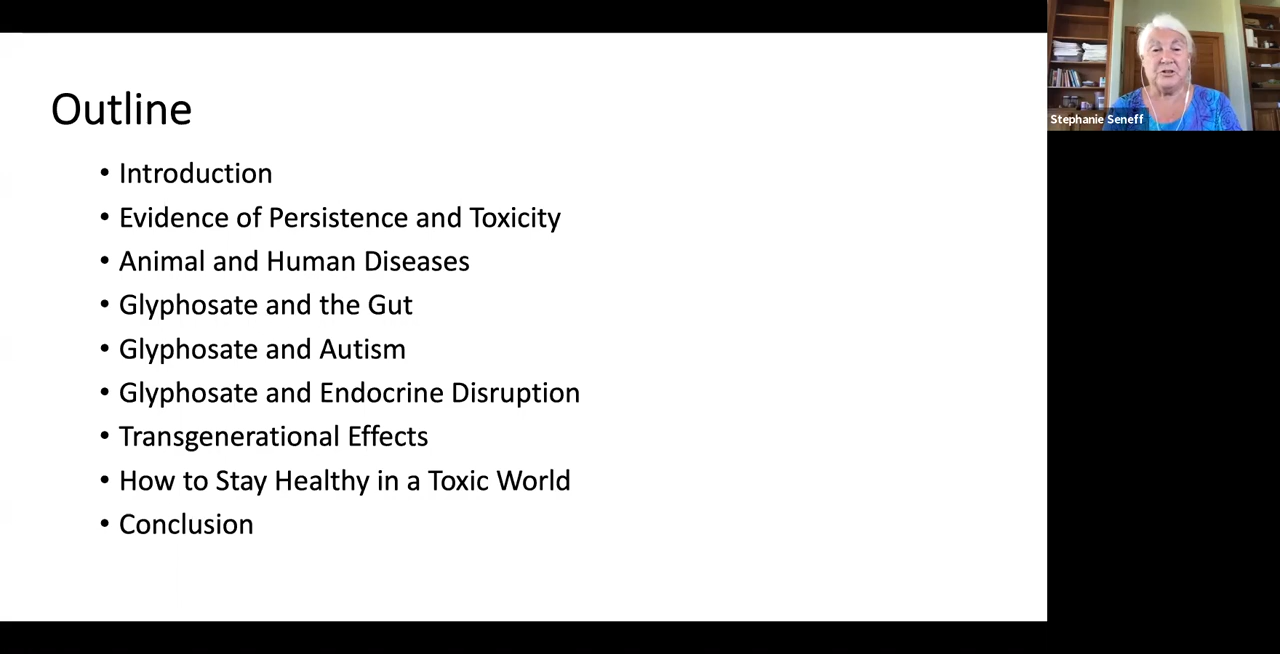 Outline
• Introduction
• Evidence of Persistence and Toxicity
• Animal and Human Diseases
• Glyphosate and the Gut
• Glyphosate and Autism
• Glyphosate and Endocrine Disruption
• Transgenerational Effects
• How to Stay Healthy in a Toxic World
• Conclusion
Stephanie Seneff